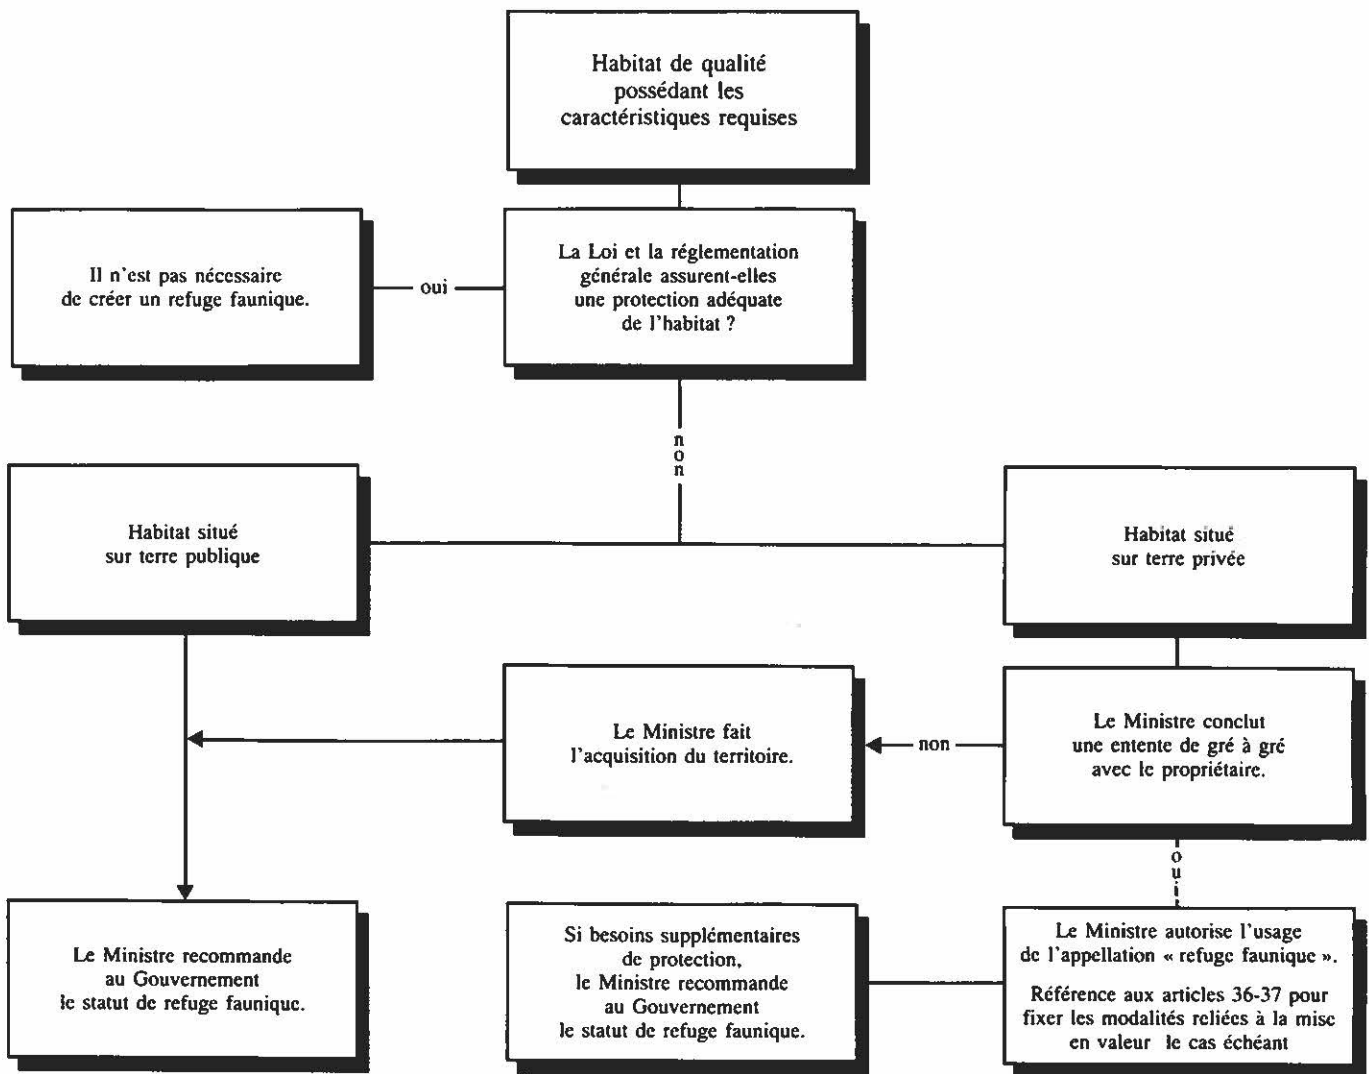 Habitat de qualité
possédant les
caractéristiques requises
Il n'est pas nécessaire
de créer un refuge faunique.
oui
La Loi et la réglementation
générale assurent-elles
une protection adéquate
de l'habitat ?
non
Habitat situé
sur terre publique
Habitat situé
sur terre privée
Le Ministre fait
l'acquisition du territoire.
non
Le Ministre conclut
une entente de gré à gré
avec le propriétaire.
oui
Le Ministre recommande
au Gouvernement
le statut de refuge faunique.
Si besoins supplémentaires
de protection,
le Ministre recommande
au Gouvernement
le statut de refuge faunique.
Le Ministre autorise l'usage
de l'appellation « refuge faunique ».
Référence aux articles 36-37 pour
fixer les modalités reliées à la mise
en valeur le cas échéant